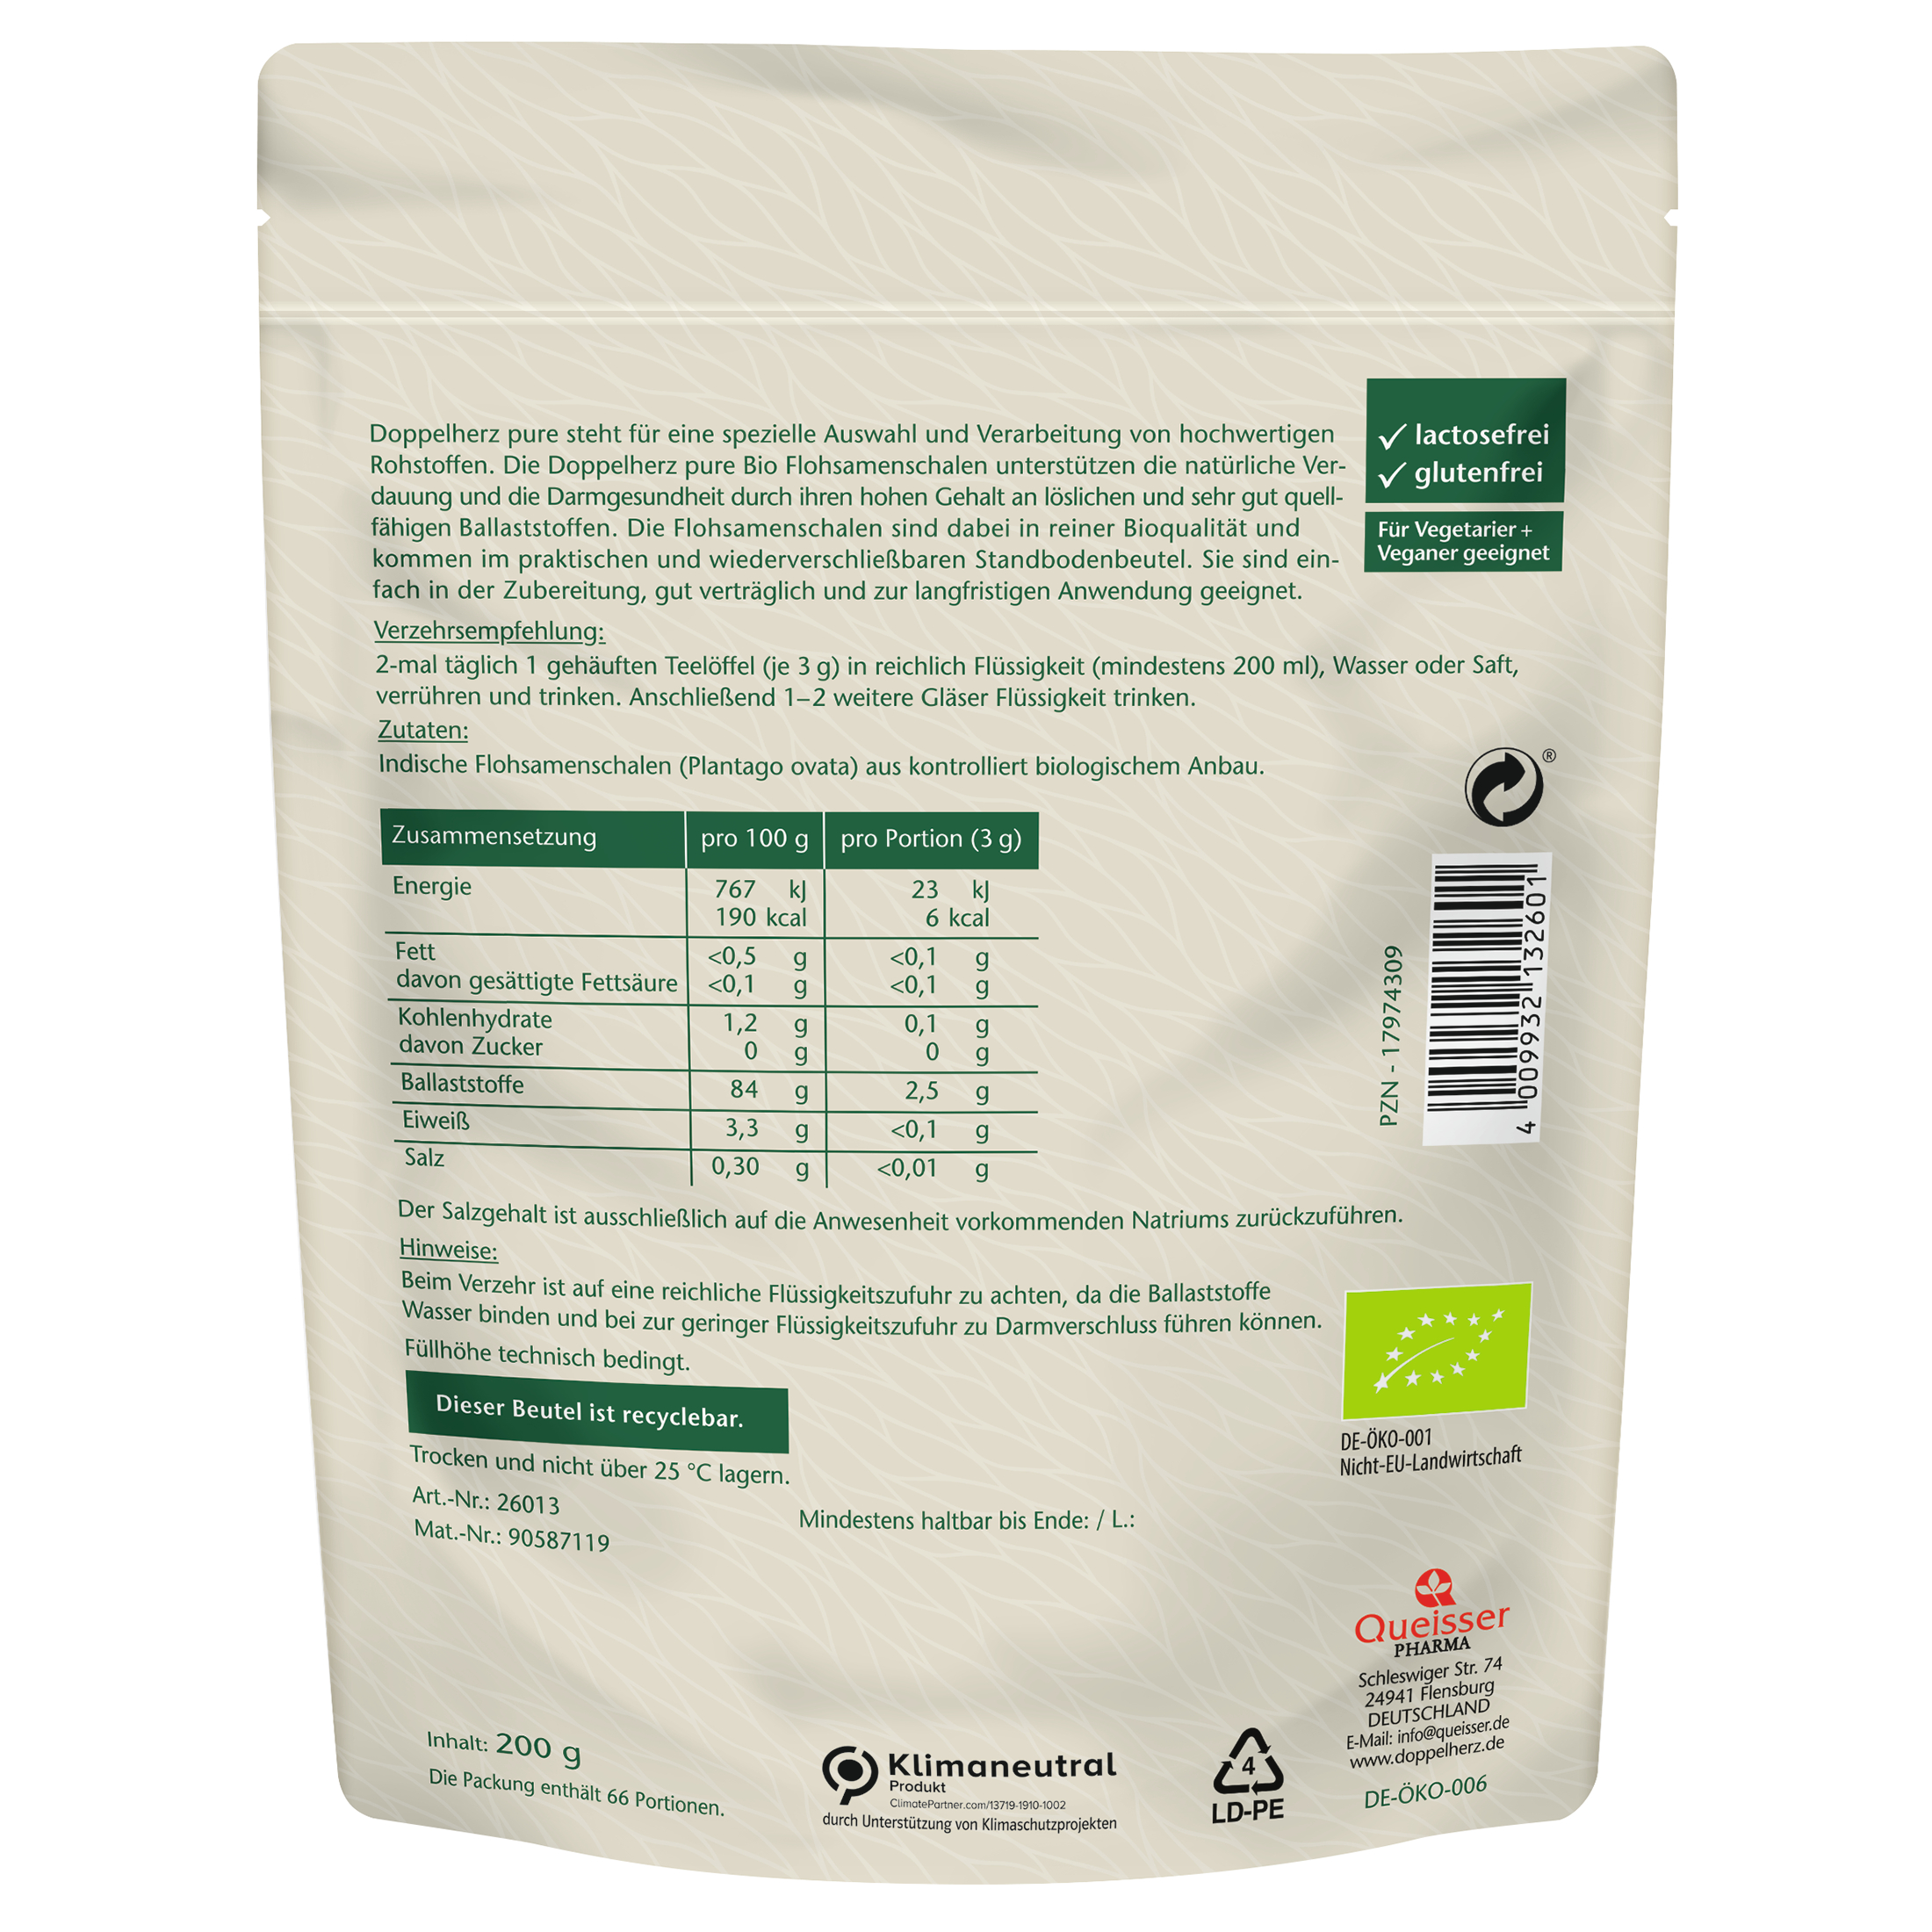 Doppelherz pure steht für eine spezielle Auswahl und Verarbeitung von hochwertigen
Rohstoffen. Die Doppelherz pure Bio Flohsamenschalen unterstützen die natürliche Ver-
dauung und die Darmgesundheit durch ihren hohen Gehalt an löslichen und sehr gut quell-
fähigen Ballaststoffen. Die Flohsamenschalen sind dabei in reiner Bioqualität und
kommen im praktischen und wiederverschließbaren Standbodenbeutel. Sie sind ein-
fach in der Zubereitung, gut verträglich und zur langfristigen Anwendung geeignet.
✓ lactosefrei
✓ glutenfrei
Für Vegetarier +
Veganer geeignet
Verzehrsempfehlung:
2-mal täglich 1 gehäuften Teelöffel (je 3 g) in reichlich Flüssigkeit (mindestens 200 ml), Wasser oder Saft,
verrühren und trinken. Anschließend 1–2 weitere Gläser Flüssigkeit trinken.
Zutaten:
Indische Flohsamenschalen (Plantago ovata) aus kontrolliert biologischem Anbau.
®
Zusammensetzung pro 100 g pro Portion (3 g)
Energie 767 kJ 23 kJ
190 kcal 6 kcal
Fett <0,5 g <0,1 g
davon gesättigte Fettsäure <0,1 g <0,1 g
Kohlenhydrate 1,2 g 0,1 g
davon Zucker 0 g 0 g
Ballaststoffe 84 g 2,5 g
Eiweiß 3,3 g <0,1 g
Salz 0,30 g <0,01 g
PZN - 17974309
4 009932 132601
Der Salzgehalt ist ausschließlich auf die Anwesenheit vorkommenden Natriums zurückzuführen.
Hinweise:
Beim Verzehr ist auf eine reichliche Flüssigkeitszufuhr zu achten, da die Ballaststoffe
Wasser binden und bei zur geringer Flüssigkeitszufuhr zu Darmverschluss führen können.
Füllhöhe technisch bedingt.
Dieser Beutel ist recyclebar.
Trocken und nicht über 25 °C lagern.
Art.-Nr.: 26013
Mat.-Nr.: 90587119
Mindestens haltbar bis Ende: / L.:
DE-ÖKO-001
Nicht-EU-Landwirtschaft
Queisser
PHARMA
Schleswiger Str. 74
24941 Flensburg
DEUTSCHLAND
E-Mail: info@queisser.de
www.doppelherz.de
DE-ÖKO-006
Inhalt: 200 g
Die Packung enthält 66 Portionen.
Klimaneutral
Produkt
ClimatePartner.com/13719-1910-1002
durch Unterstützung von Klimaschutzprojekten
4
LD-PE